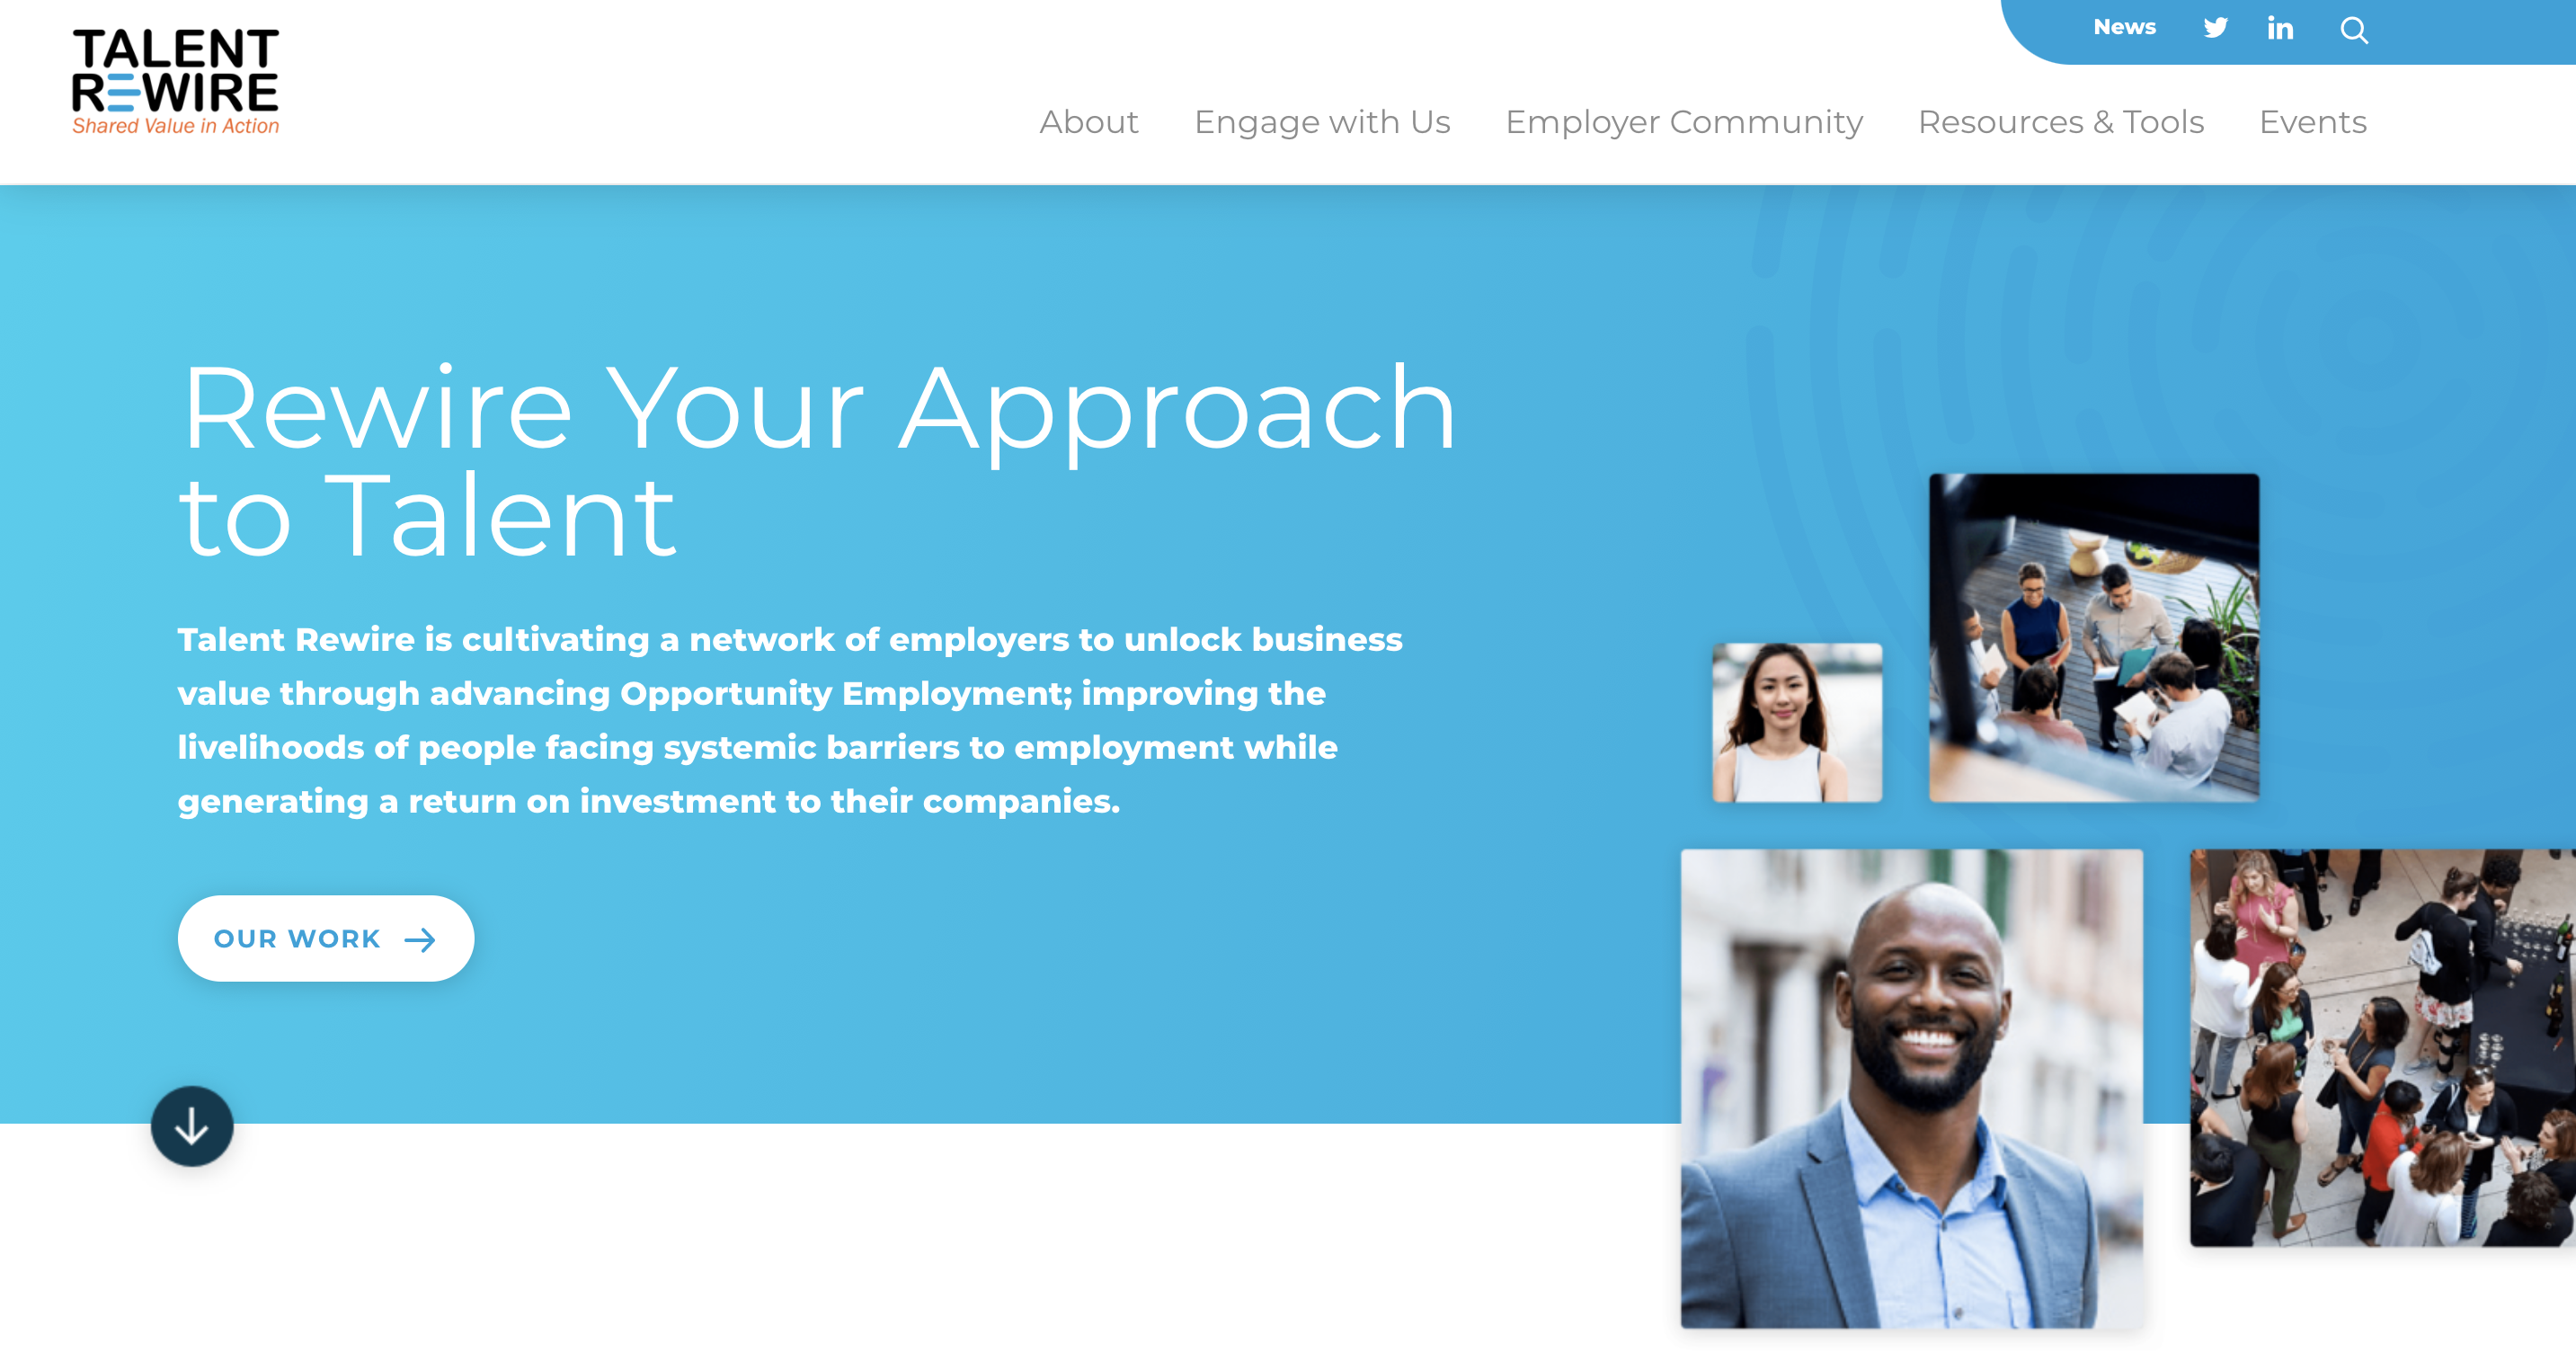 TALENT
REWIRE
Shared Value in Action
News
About
Engage with Us
Employer Community
Resources & Tools
Events
Rewire Your Approach
to Talent
Talent Rewire is cultivating a network of employers to unlock business
value through advancing Opportunity Employment; improving the
livelihoods of people facing systemic barriers to employment while
generating a return on investment to their companies.
OUR WORK